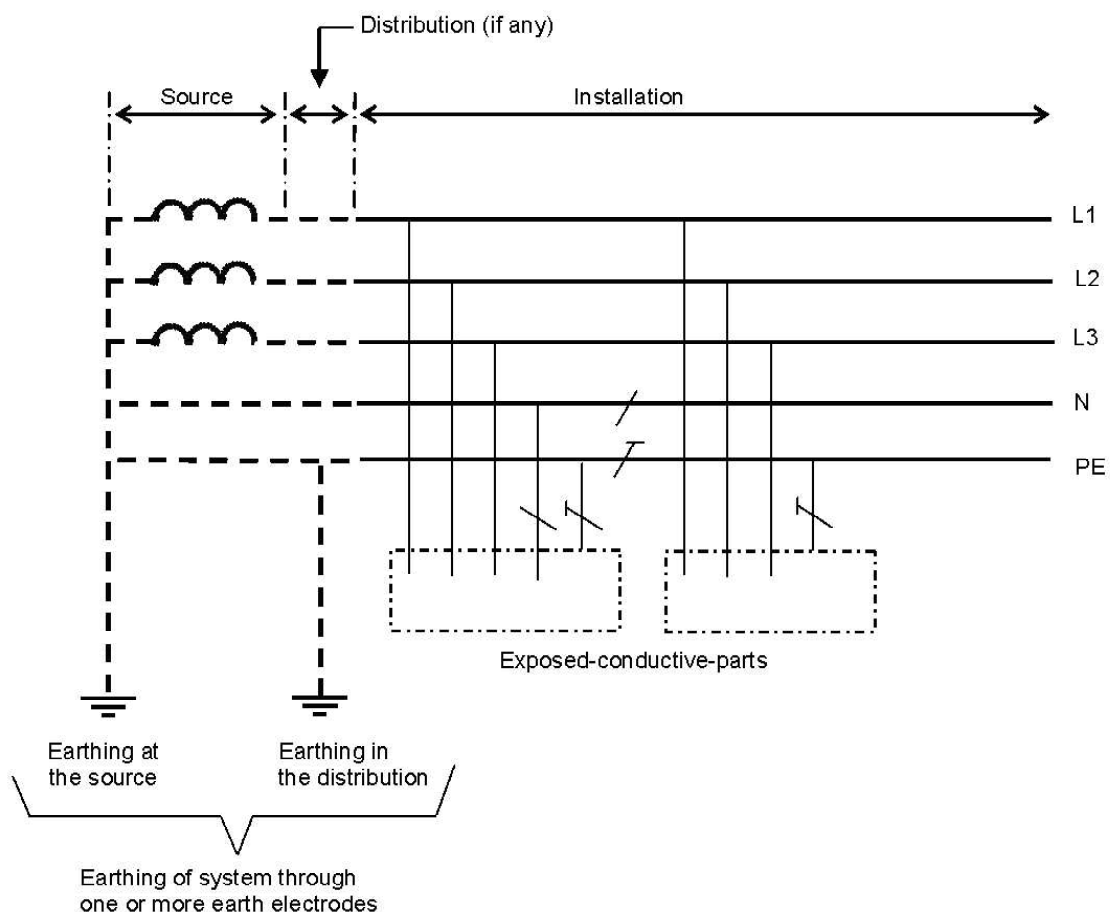 Distribution (if any)
Source
Installation
L1
L2
L3
N
PE
Exposed-conductive-parts
Earthing at
the source
Earthing in
the distribution
Earthing of system through
one or more earth electrodes